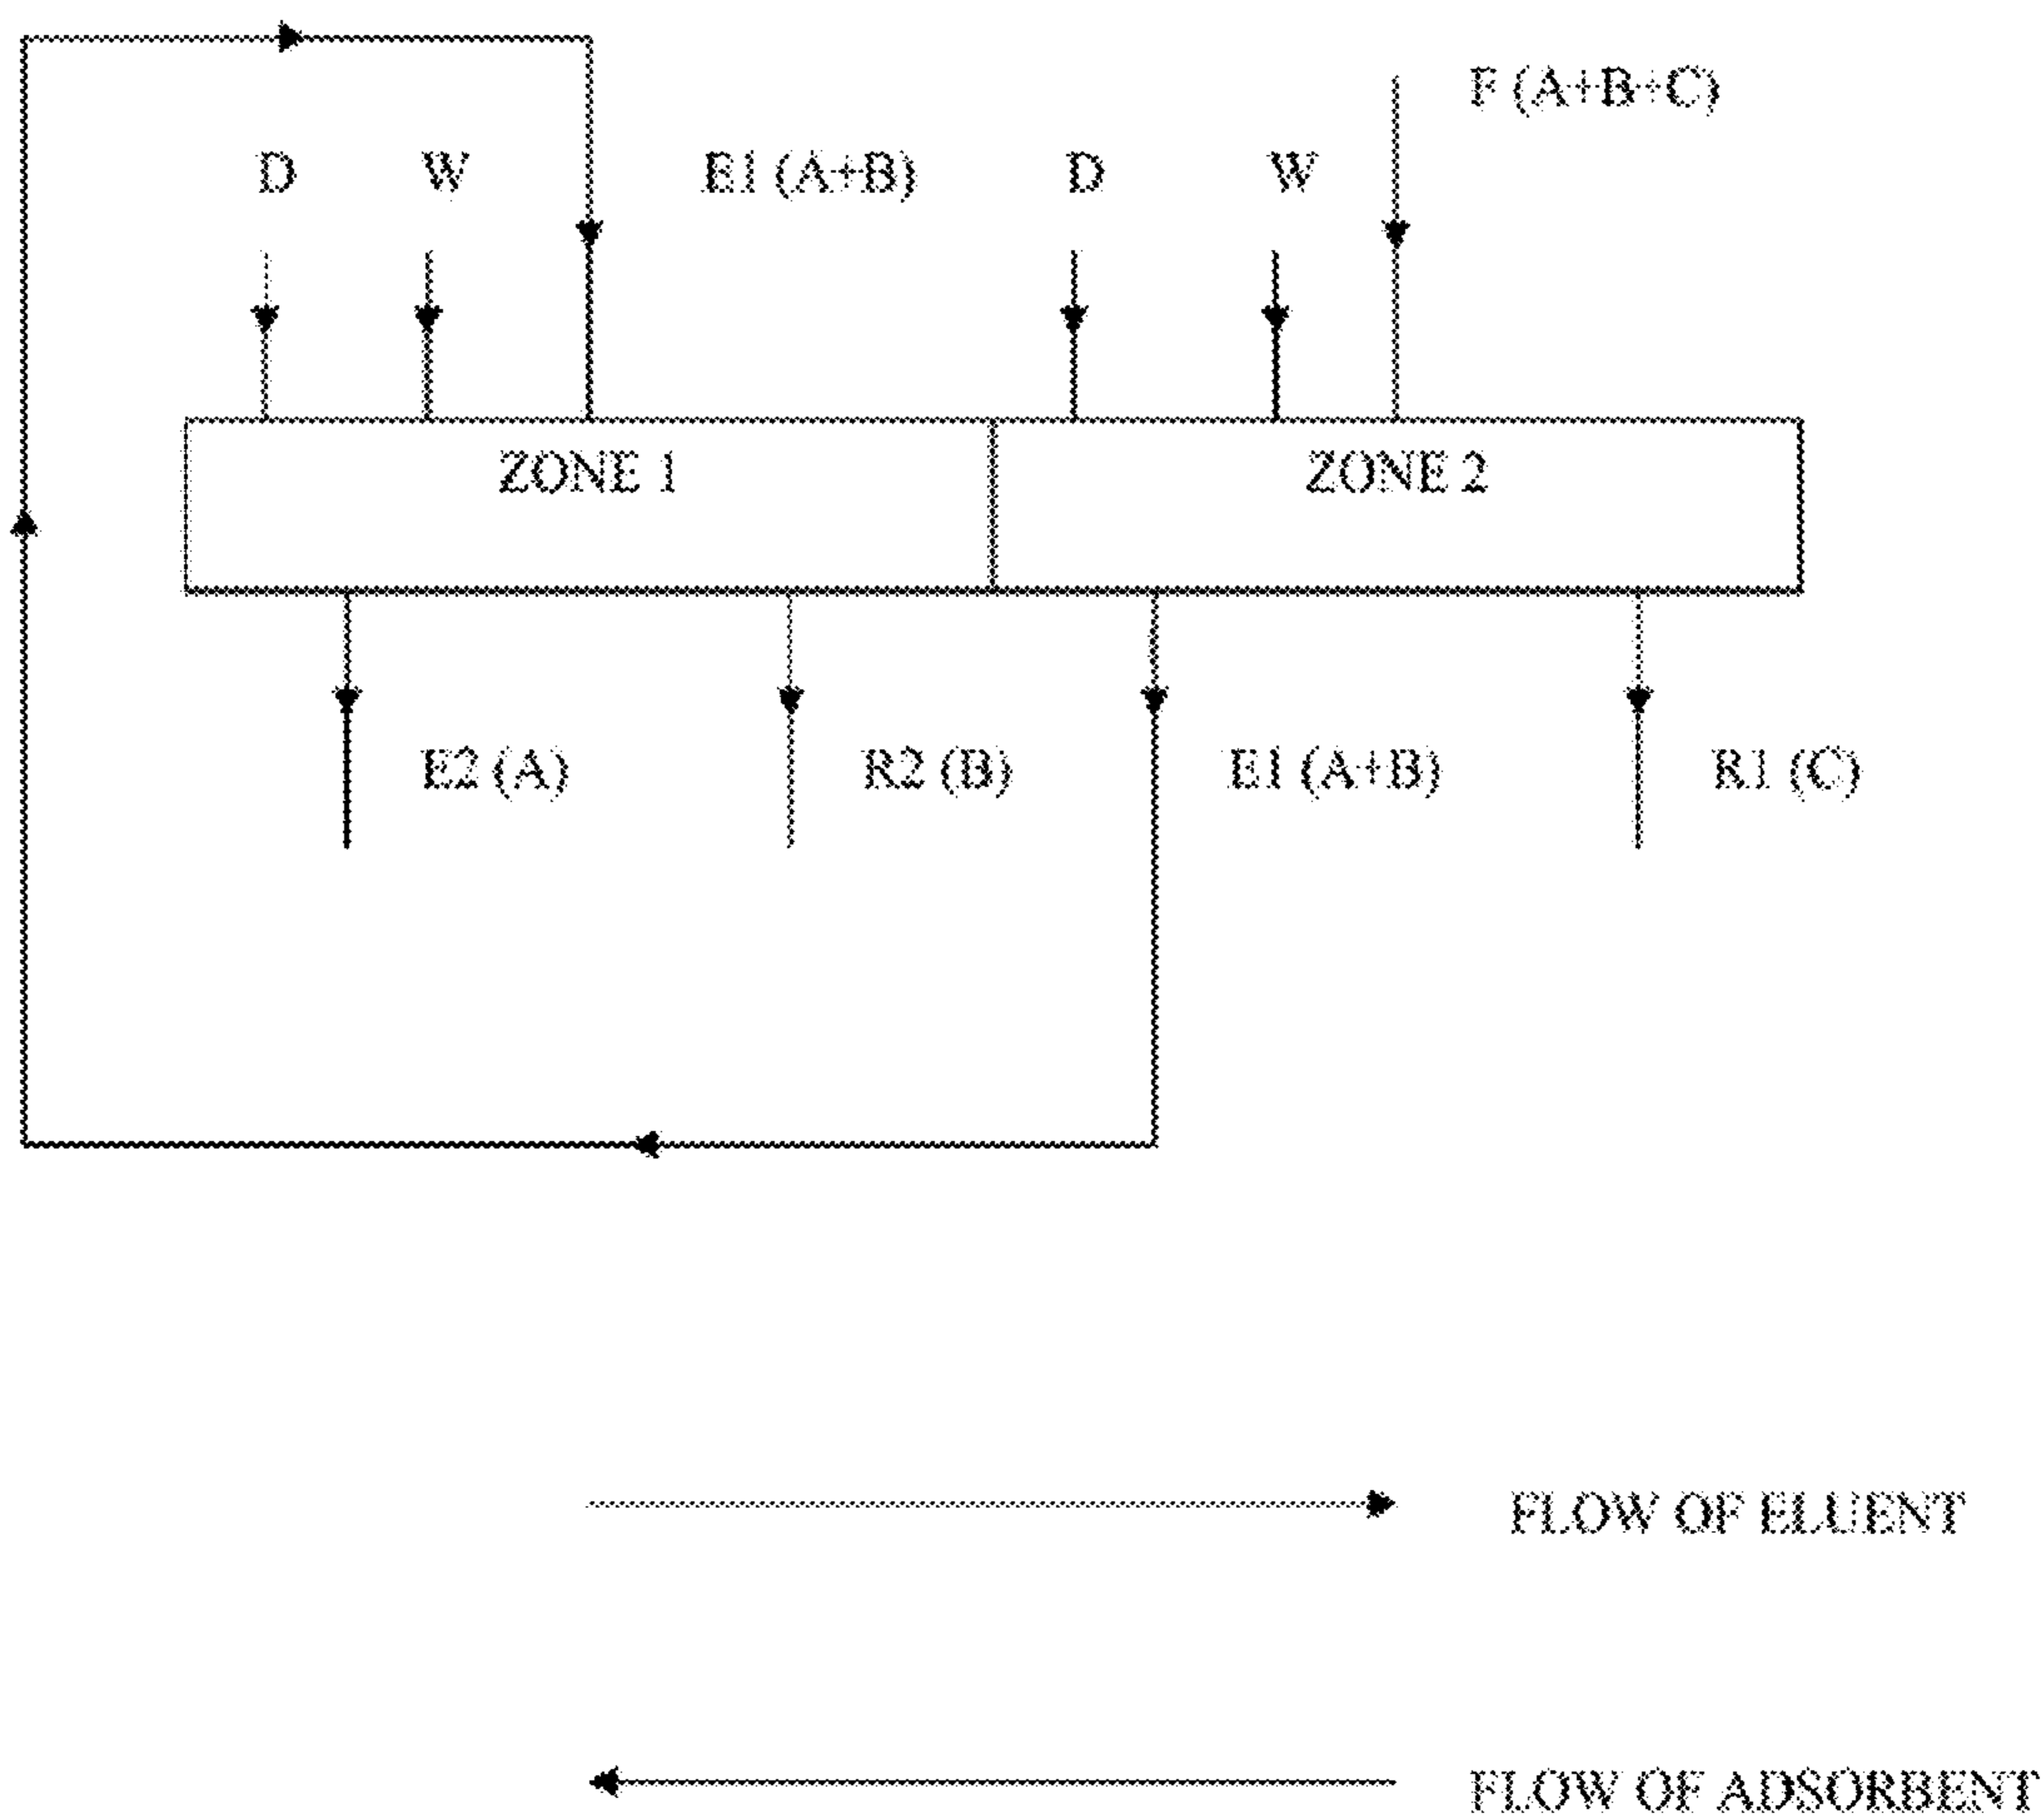 F (A+B+C)
D W E1 (A+B) D W
ZONE 1 ZONE 2
E2 (A) R2 (B) E1 (A+B) R1 (C)
FLOW OF ELUENT
FLOW OF ADSORBENT